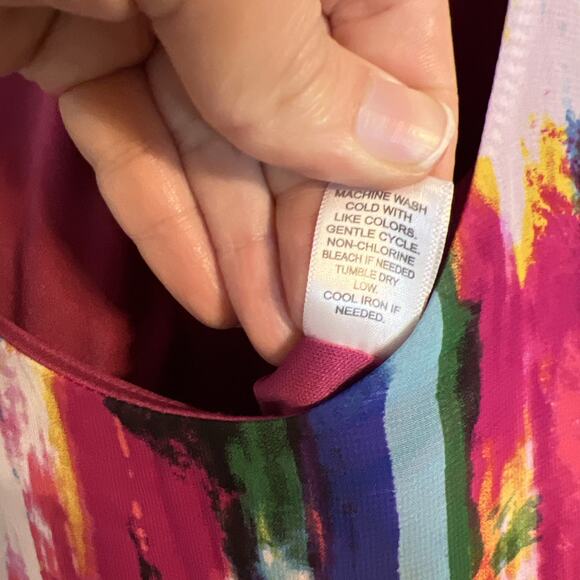 MACHINE WASH
COLD WITH
LIKE COLORS.
GENTLE CYCLE.
NON-CHLORINE
BLEACH IF NEEDED
TUMBLE DRY
LOW.
COOL IRON IF
NEEDED.